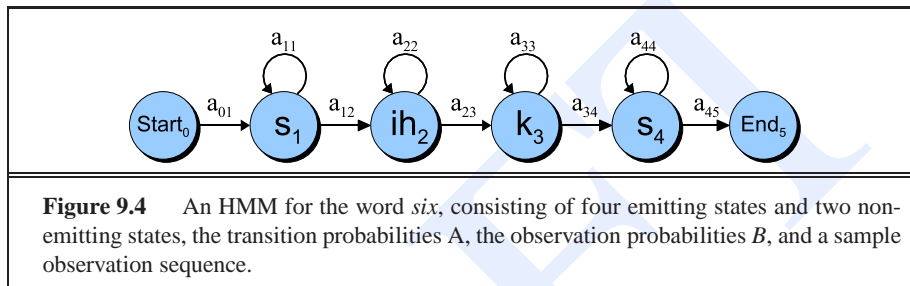 a11 a22 a33 a44
Start0 a01 s1 a12 ih2 a23 k3 a34 s4 a45 End5
Figure 9.4 An HMM for the word six, consisting of four emitting states and two non-
emitting states, the transition probabilities A, the observation probabilities B, and a sample
observation sequence.